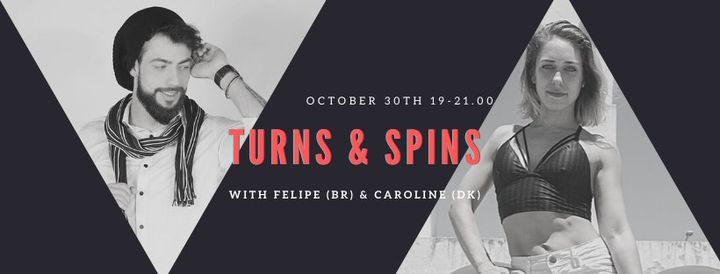 OCTOBER 30TH 19-21.00
TURNS & SPINS
WITH FELIPE (BR) & CAROLINE (DK)